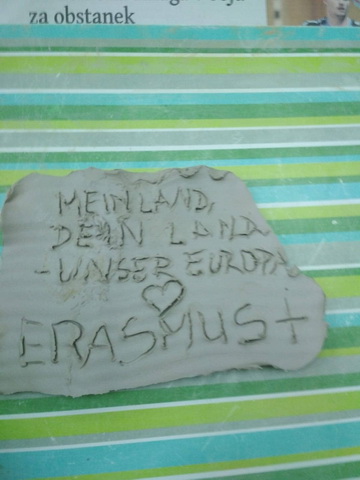 za obstanek
MEIN LAND,
DEIN LAND
- UNSER EUROPA
ERASMUS+